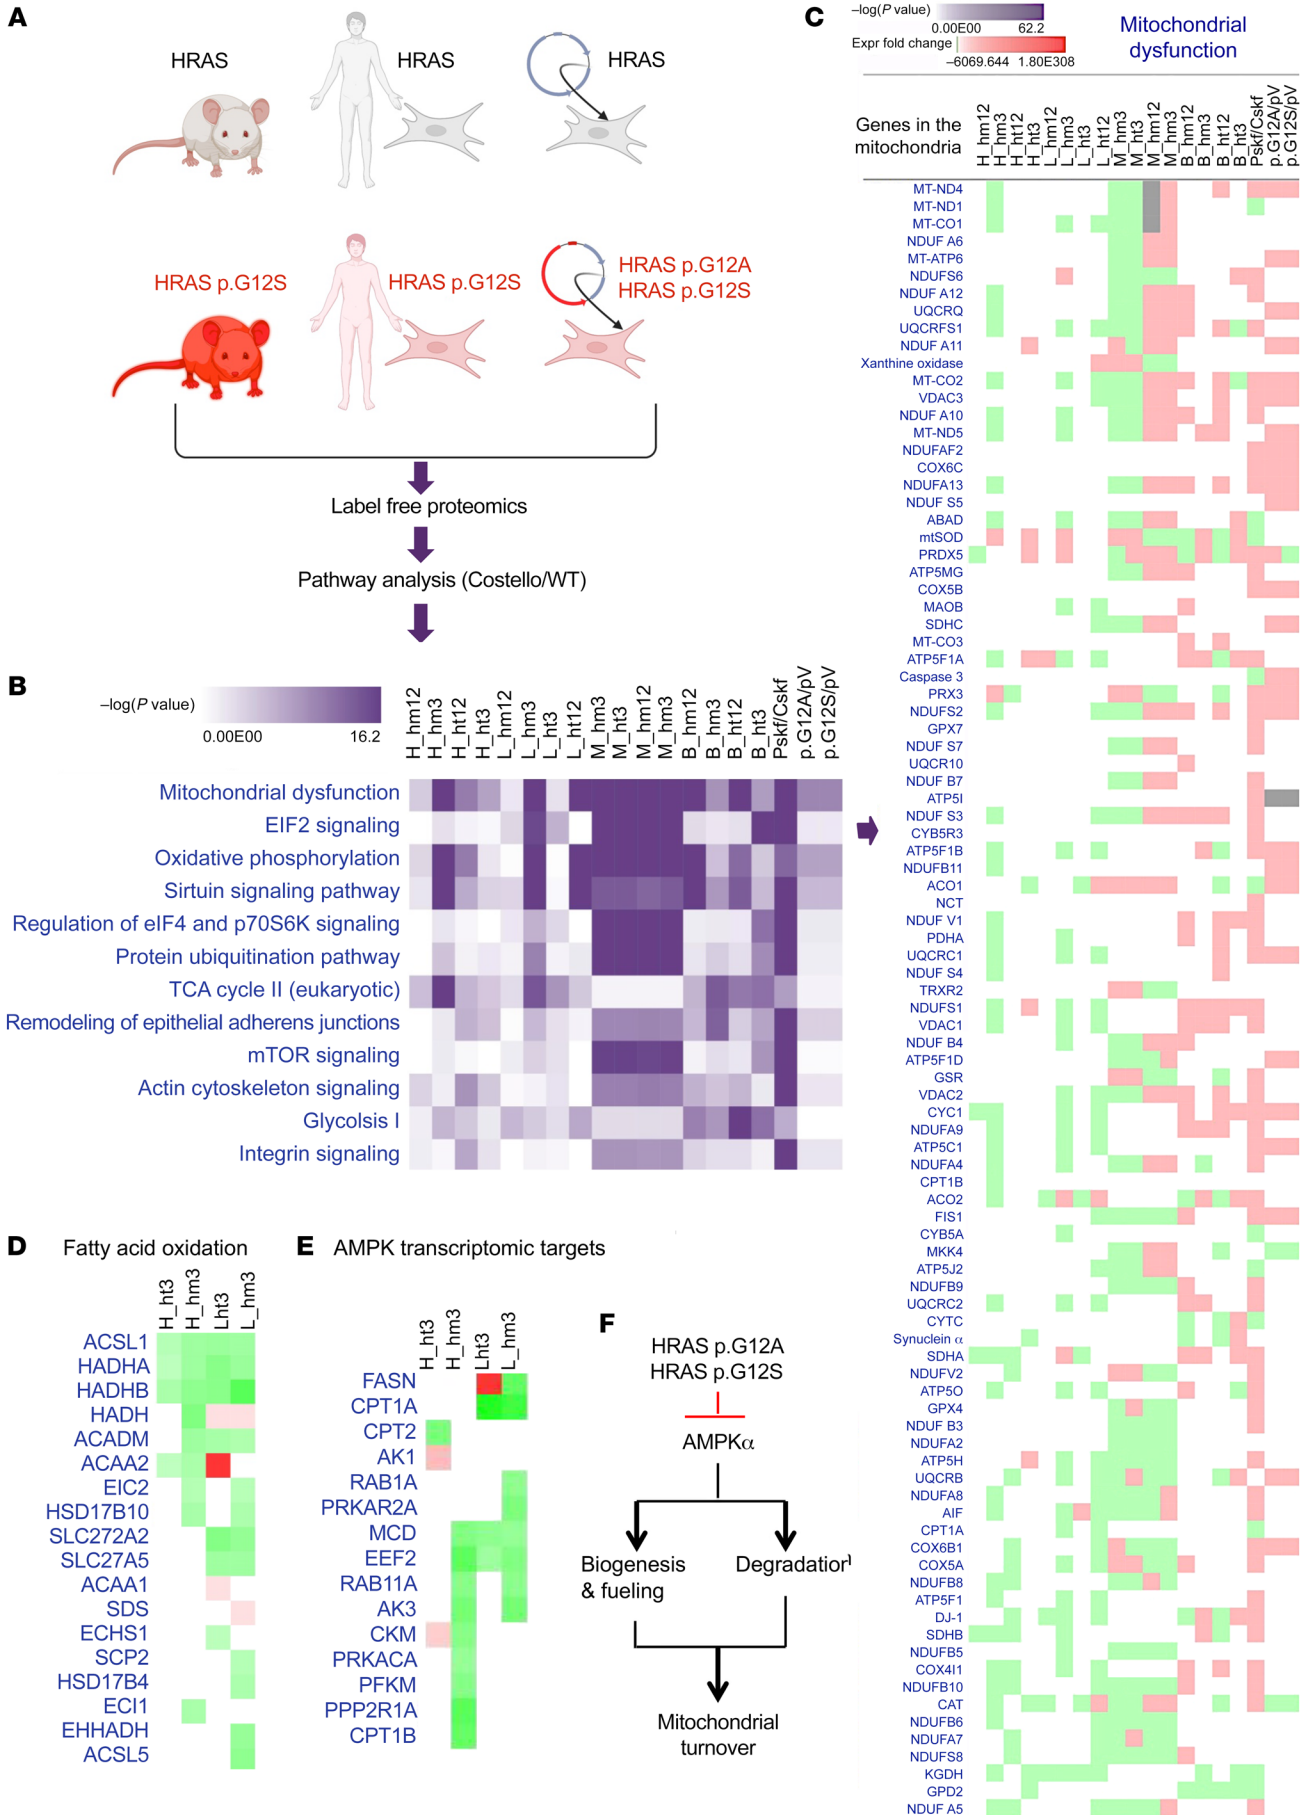 A
HRAS
HRAS
HRAS
HRAS p.G12S
HRAS p.G12S
HRAS p.G12A
HRAS p.G12S
Label free proteomics
Pathway analysis (Costello/WT)
B
–log(P value)
0.00E00 16.2
H_hm12
H_hm3
H_ht12
H_ht3
L_hm12
L_hm3
L_ht3
L_ht12
M_hm3
M_ht3
M_hm12
M_hm3
B_hm12
B_hm3
B_ht12
B_ht3
Pskf/Cskf
p.G12A/pV
p.G12S/pV
Mitochondrial dysfunction
EIF2 signaling
Oxidative phosphorylation
Sirtuin signaling pathway
Regulation of eIF4 and p70S6K signaling
Protein ubiquitination pathway
TCA cycle II (eukaryotic)
Remodeling of epithelial adherens junctions
mTOR signaling
Actin cytoskeleton signaling
Glycolsis I
Integrin signaling
C
–log(P value)
0.00E00 62.2
Expr fold change
–6069.644 1.80E308
Mitochondrial
dysfunction
Genes in the
mitochondria
H_hm12
H_hm3
H_ht12
H_ht3
L_hm12
L_hm3
L_ht3
L_ht12
M_hm3
M_ht3
M_hm12
M_hm3
B_hm12
B_hm3
B_ht12
B_ht3
Pskf/Cskf
p.G12A/pV
p.G12S/pV
MT-ND4
MT-ND1
MT-CO1
NDUF A6
MT-ATP6
NDUFS6
NDUF A12
UQCRQ
UQCRFS1
NDUF A11
Xanthine oxidase
MT-CO2
VDAC3
NDUF A10
MT-ND5
NDUFAF2
COX6C
NDUFA13
NDUF S5
ABAD
mtSOD
PRDX5
ATP5MG
COX5B
MAOB
SDHC
MT-CO3
ATP5F1A
Caspase 3
PRX3
NDUFS2
GPX7
NDUF S7
UQCR10
NDUF B7
ATP5I
NDUF S3
CYB5R3
ATP5F1B
NDUFB11
ACO1
NCT
NDUF V1
PDHA
UQCRC1
NDUF S4
TRXR2
NDUFS1
VDAC1
NDUF B4
ATP5F1D
GSR
VDAC2
CYC1
NDUFA9
ATP5C1
NDUFA4
CPT1B
ACO2
FIS1
CYB5A
MKK4
ATP5J2
NDUFB9
UQCRC2
CYTC
Synuclein α
SDHA
NDUFV2
ATP5O
GPX4
NDUF B3
NDUFA2
ATP5H
UQCRB
NDUFA8
AIF
CPT1A
COX6B1
COX5A
NDUFB8
ATP5F1
DJ-1
SDHB
NDUFB5
COX4I1
NDUFB10
CAT
NDUFB6
NDUFA7
NDUFS8
KGDH
GPD2
NDUF A5
D
Fatty acid oxidation
H_ht3
H_hm3
Lht3
L_hm3
ACSL1
HADHA
HADHB
HADH
ACADM
ACAA2
EIC2
HSD17B10
SLC272A2
SLC27A5
ACAA1
SDS
ECHS1
SCP2
HSD17B4
ECI1
EHHADH
ACSL5
E
AMPK transcriptomic targets
H_ht3
H_hm3
Lht3
L_hm3
FASN
CPT1A
CPT2
AK1
RAB1A
PRKAR2A
MCD
EEF2
RAB11A
AK3
CKM
PRKACA
PFKM
PPP2R1A
CPT1B
F
HRAS p.G12A
HRAS p.G12S
AMPKα
Biogenesis
& fueling
Degradation
Mitochondrial
turnover